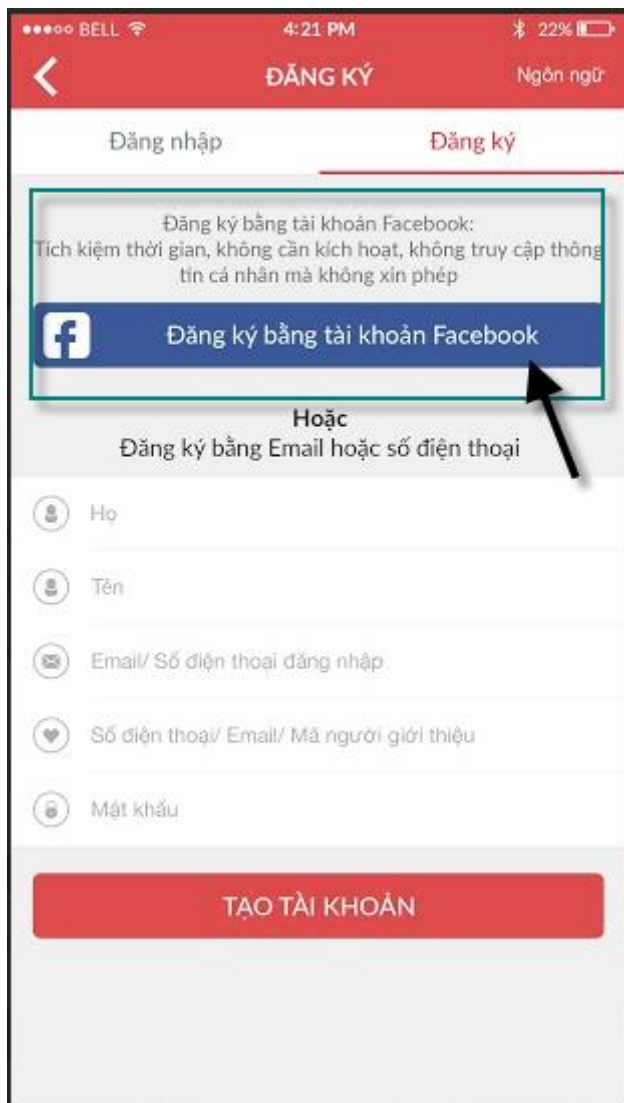 BELL 4:21 PM 22%
ĐĂNG KÝ Ngôn ngữ
Đăng nhập Đăng ký
Đăng ký bằng tài khoản Facebook:
Tích kiệm thời gian, không cần kích hoạt, không truy cập thông
tin cá nhân mà không xin phép
Đăng ký bằng tài khoản Facebook
Hoặc
Đăng ký bằng Email hoặc số điện thoại
Họ
Tên
Email/ Số điện thoại đăng nhập
Số điện thoại/ Email/ Mã người giới thiệu
Mật khẩu
TẠO TÀI KHOẢN